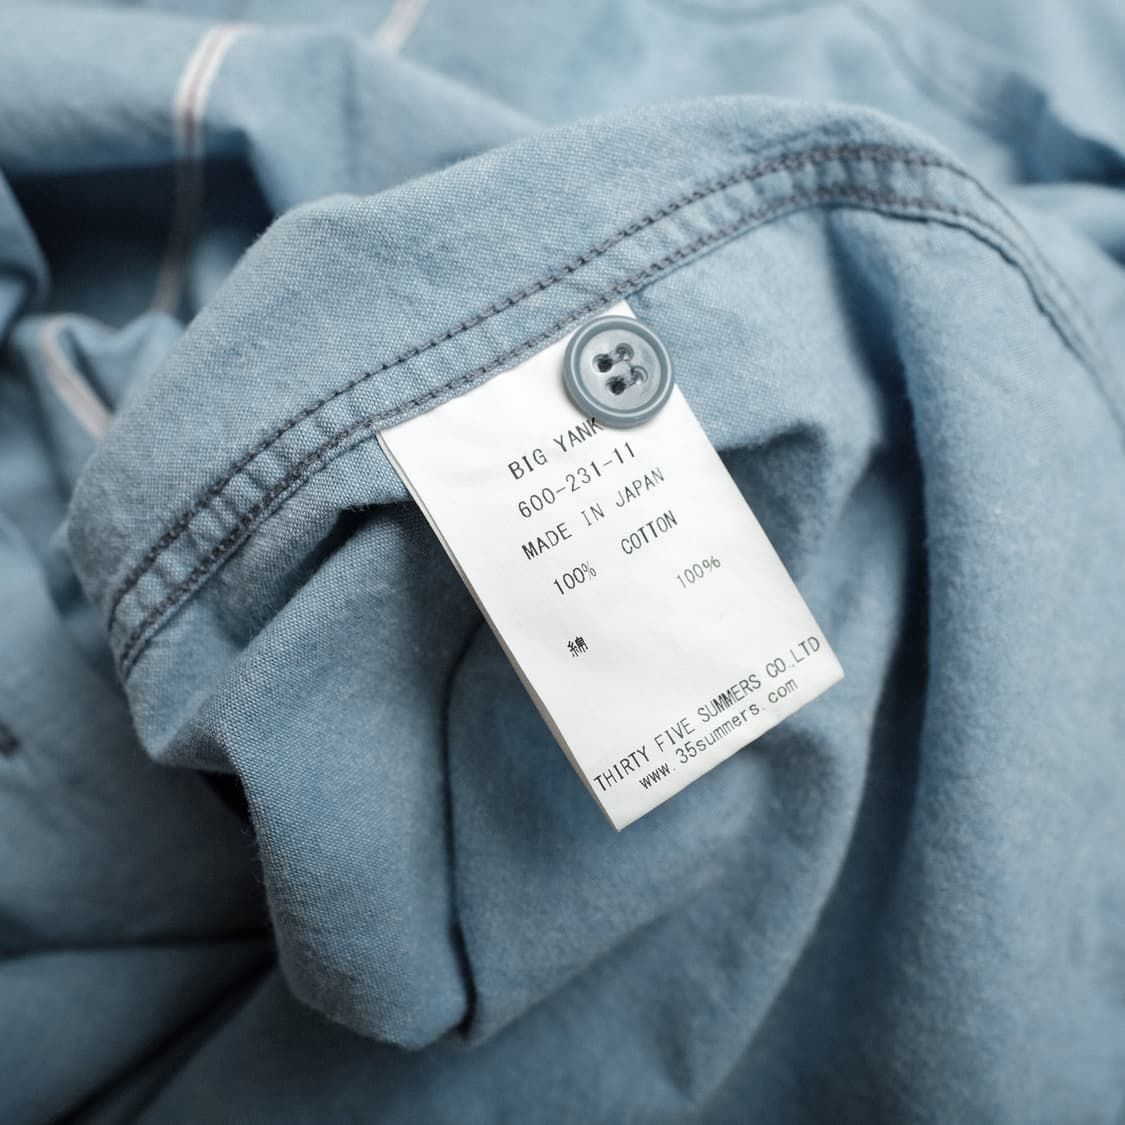 BIG YANK
600-231-11
MADE IN JAPAN
COTTON
100%
100%
綿
THIRTY FIVE SUMMERS CO.,LTD
www.35summers.com